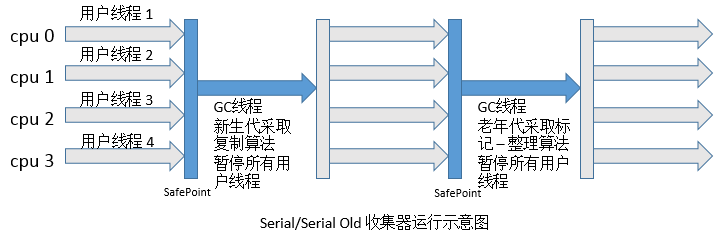 cpu 0
用户线程 1
cpu 1
用户线程 2
cpu 2
用户线程 3
cpu 3
用户线程 4
SafePoint
GC线程
新生代采取
复制算法
暂停所有用
户线程
SafePoint
GC线程
老年代采取标
记 – 整理算法
暂停所有用户
线程
Serial/Serial Old 收集器运行示意图